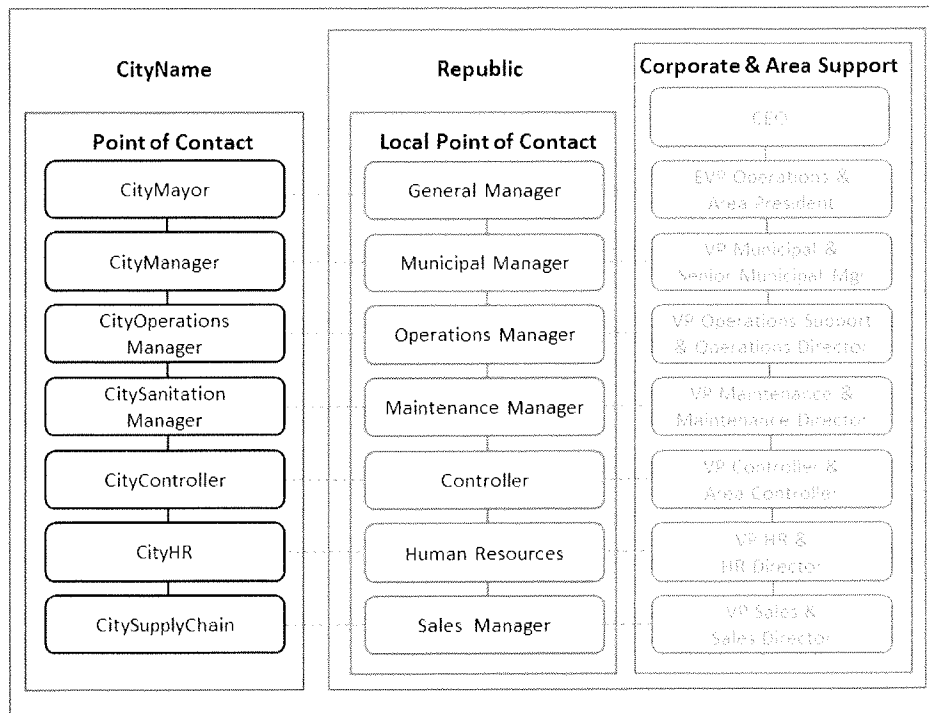 CityName
Point of Contact
CityMayor
CityManager
CityOperations
Manager
CitySanitation
Manager
CityController
CityHR
CitySupplyChain
Republic
Local Point of Contact
General Manager
Municipal Manager
Operations Manager
Maintenance Manager
Controller
Human Resources
Sales Manager
Corporate & Area Support
CEO
EVP Operations &
Area President
VP Municipal &
Senior Municipal Mgr
VP Operations Support
& Operations Director
VP Maintenance &
Maintenance Director
VP Controller &
Area Controller
VP HR &
HR Director
VP Sales &
Sales Director